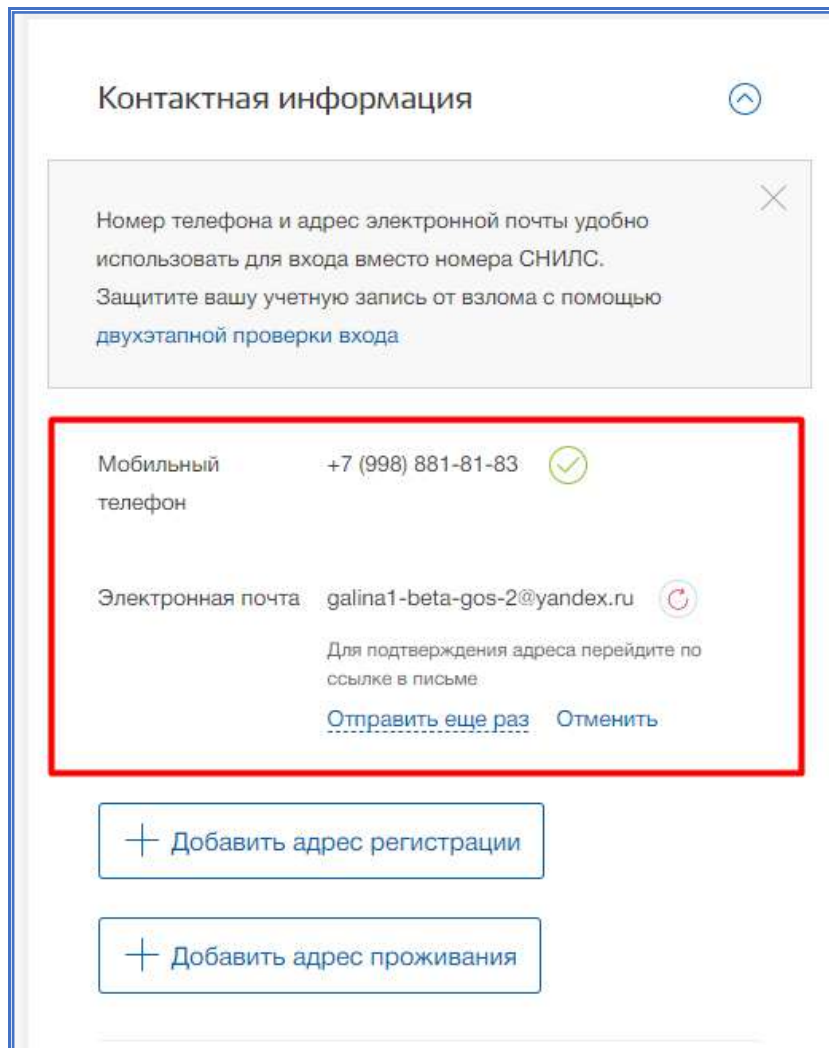 Контактная информация
Номер телефона и адрес электронной почты удобно
использовать для входа вместо номера СНИЛС.
Защитите вашу учетную запись от взлома с помощью
двухэтапной проверки входа
Мобильный +7 (998) 881-81-83
телефон
Электронная почта galina1-beta-gos-2@yandex.ru
Для подтверждения адреса перейдите по
ссылке в письме
Отправить еще раз Отменить
Добавить адрес регистрации
Добавить адрес проживания